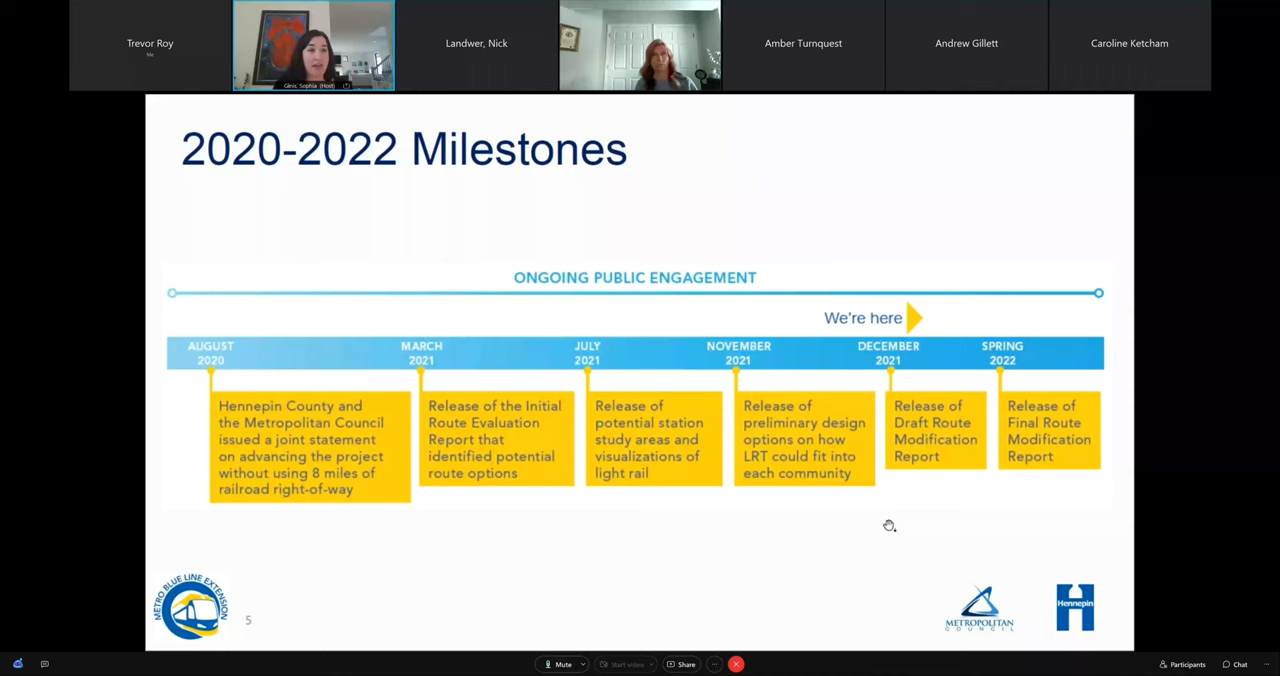 Trevor Roy
Me
Ginis, Sophia (Host)
Landwer, Nick
Amber Turnquest
Andrew Gillett
Caroline Ketcham
2020-2022 Milestones
ONGOING PUBLIC ENGAGEMENT
We're here
AUGUST
2020
MARCH
2021
JULY
2021
NOVEMBER
2021
DECEMBER
2021
SPRING
2022
Hennepin County and
the Metropolitan Council
issued a joint statement
on advancing the project
without using 8 miles of
railroad right-of-way
Release of the Initial
Route Evaluation
Report that
identified potential
route options
Release of
potential station
study areas and
visualizations of
light rail
Release of
preliminary design
options on how
LRT could fit into
each community
Release of
Draft Route
Modification
Report
Release of
Final Route
Modification
Report
METRO BLUE LINE EXTENSION
5
METROPOLITAN
COUNCIL
Hennepin
Mute
Start video
Share
Participants
Chat